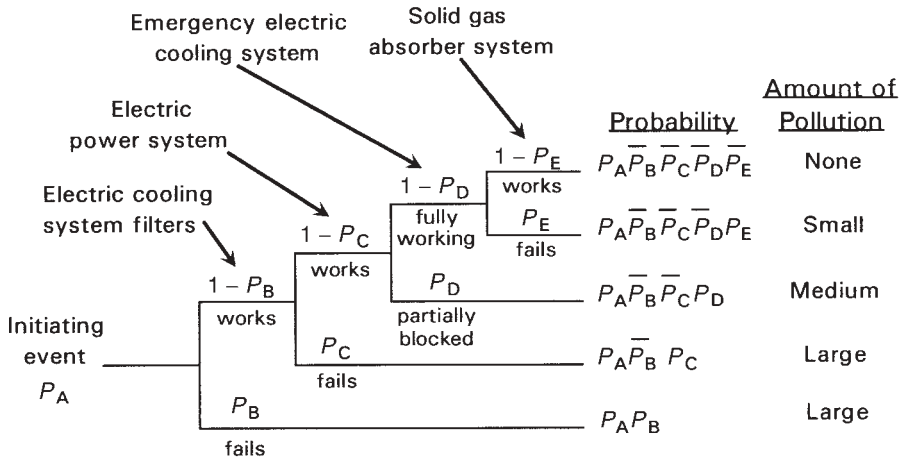 Emergency electric
cooling system
Solid gas
absorber system
Electric
power system
Electric cooling
system filters
Amount of
Pollution
Probability
1 – P_E
works
P_A P̅_B P̅_C P̅_D P̅_E
None
1 – P_D
fully
working
P_E
fails
P_A P̅_B P̅_C P̅_D P_E
Small
1 – P_C
works
P_D
partially
blocked
P_A P̅_B P̅_C P_D
Medium
1 – P_B
works
P_C
fails
P_A P̅_B P_C
Large
Initiating
event
P_A
P_B
fails
P_A P_B
Large